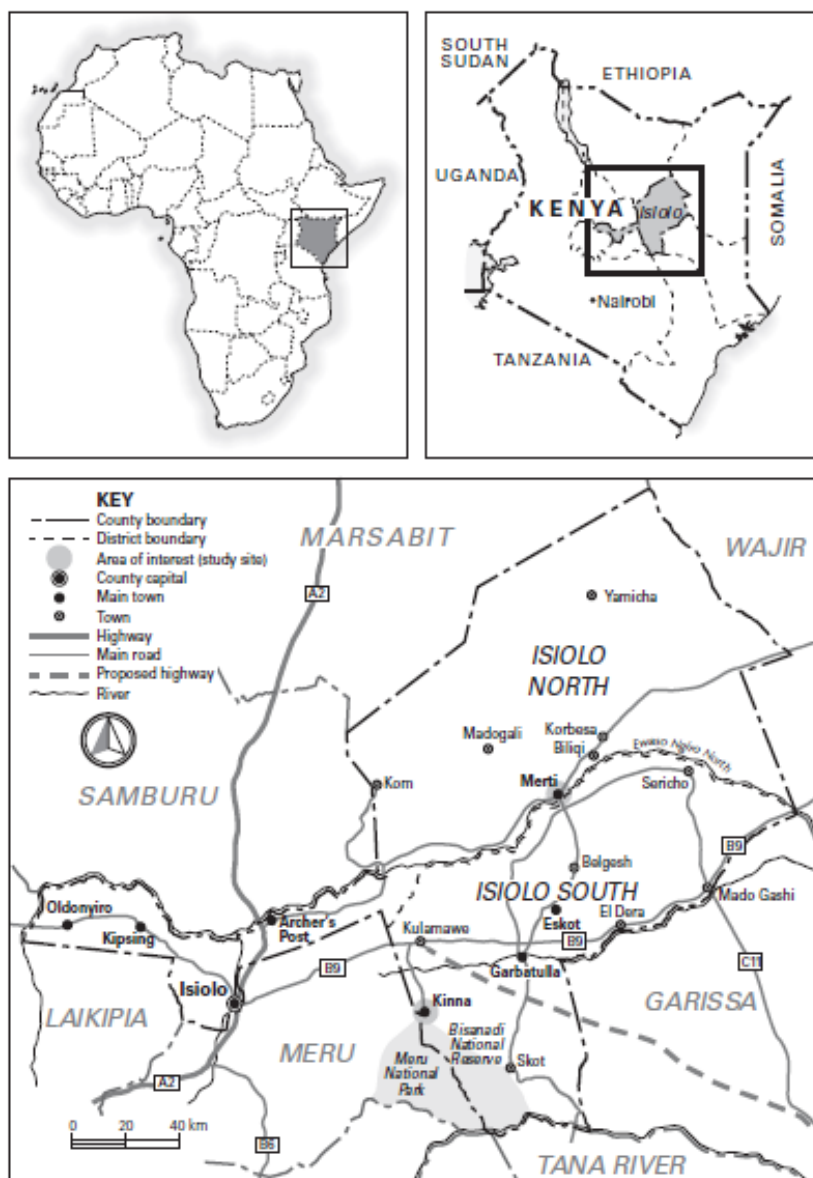 SOUTH
SUDAN
ETHIOPIA
UGANDA
KENYA
Isiolo
SOMALIA
Nairobi
TANZANIA
KEY
County boundary
District boundary
Area of interest (study site)
County capital
Main town
Town
Highway
Main road
Proposed highway
River
MARSABIT
WAJIR
A2
Yamicha
ISIOLO
NORTH
Madogali
Korbesa
Biliqi
Ewaso Ngiro North
SAMBURU
Kom
Merti
Sericho
B9
Belgesh
ISIOLO SOUTH
Mado Gashi
Oldonyiro
Kipsing
Archer's
Post
Kulamawe
Eskot
El Dera
B9
B9
Garbatulla
C11
Isiolo
Kinna
GARISSA
LAIKIPIA
MERU
Meru
National
Park
Bisanadi
National
Reserve
Skot
A2
0 20 40 km
B6
TANA RIVER